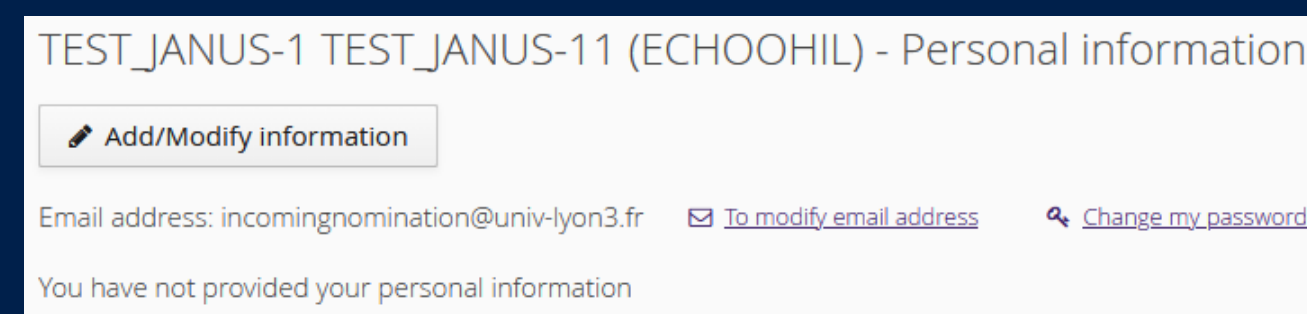 TEST_JANUS-1 TEST_JANUS-11 (ECHOOHIL) - Personal information
Add/Modify information
Email address: incomingnomination@univ-lyon3.fr To modify email address Change my password
You have not provided your personal information